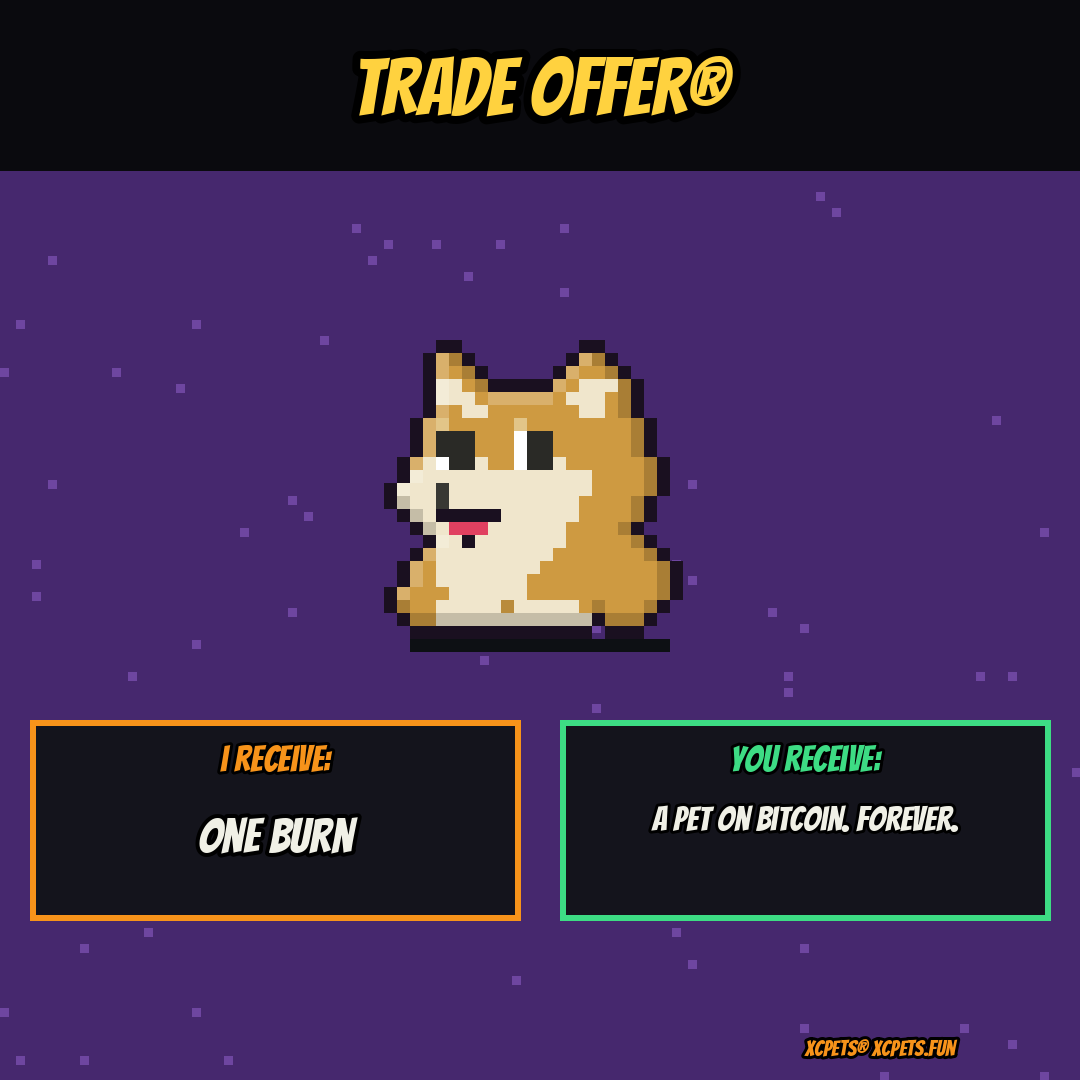 TRADE OFFER®
I RECEIVE:
ONE BURN
YOU RECEIVE:
A PET ON BITCOIN. FOREVER.
XCPETS® XCPETS.FUN